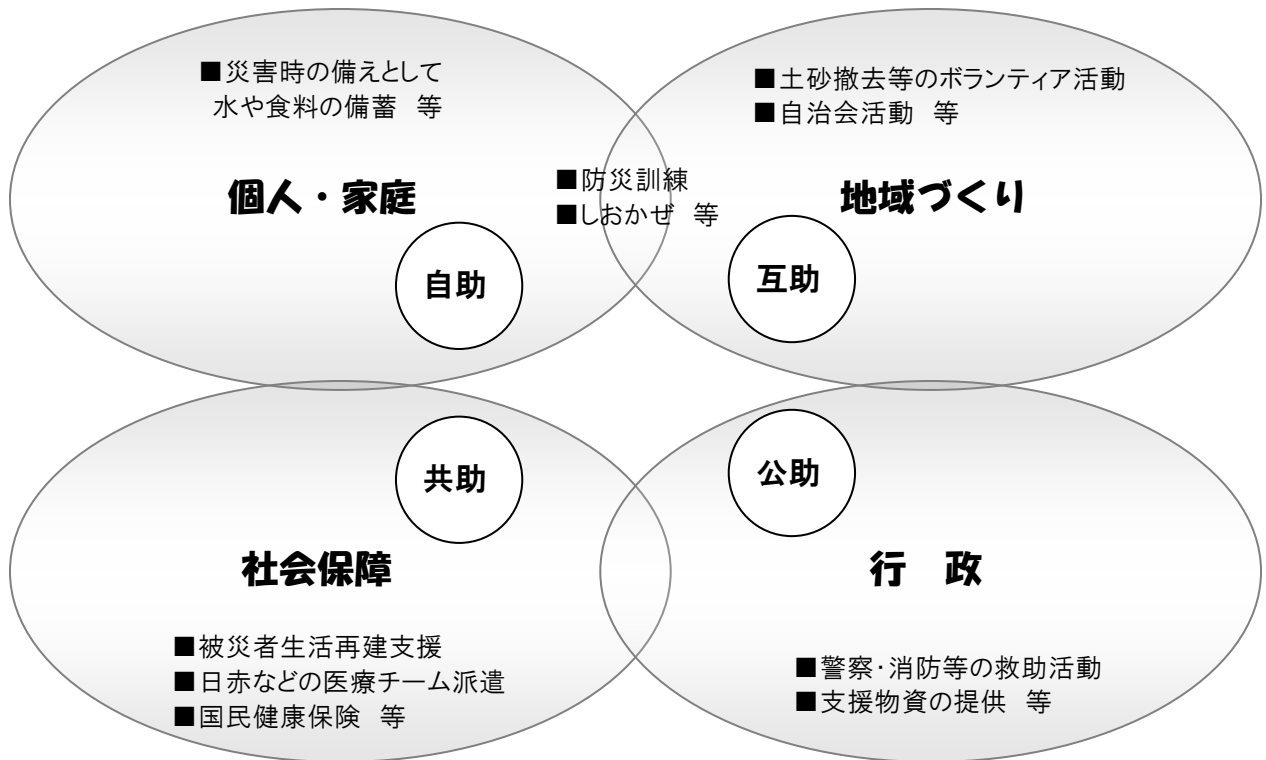 ■災害時の備えとして
水や食料の備蓄　等
個人・家庭
自助
■防災訓練
■しおかぜ　等
■土砂撤去等のボランティア活動
■自治会活動　等
地域づくり
互助
共助
社会保障
■被災者生活再建支援
■日赤などの医療チーム派遣
■国民健康保険　等
公助
行　政
■警察・消防等の救助活動
■支援物資の提供　等